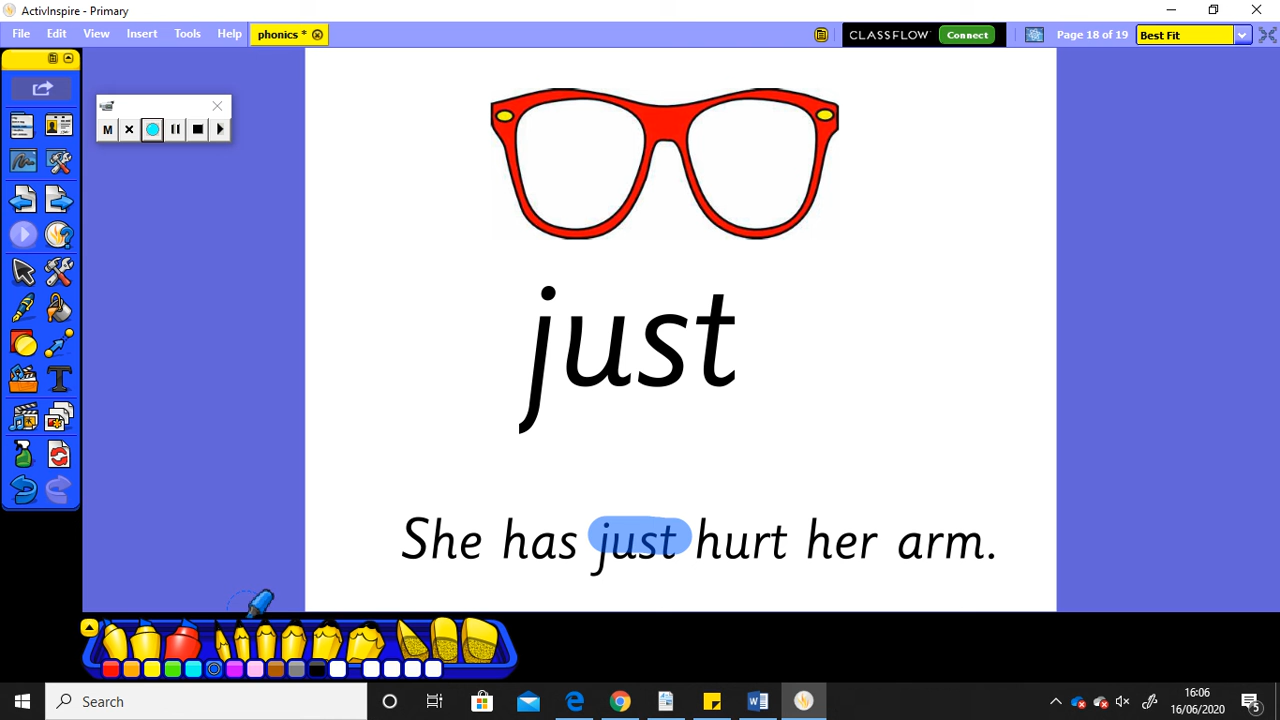 ActivInspire - Primary
File Edit View Insert Tools Help
phonics *
CLASSFLOW Connect
Page 18 of 19
Best Fit
M
just
She has just hurt her arm.
Search
16:06
16/06/2020
5